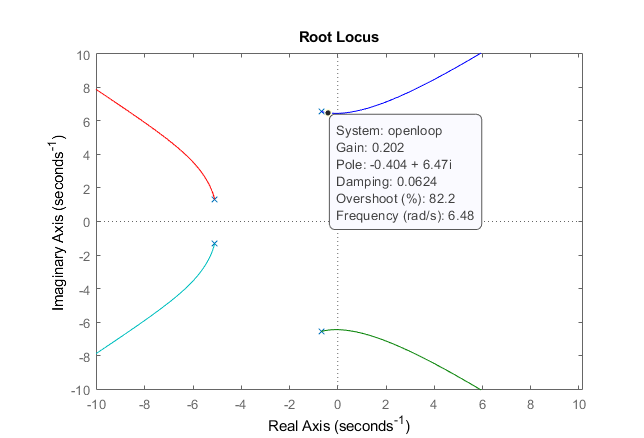 Root Locus
10
8
6
4
2
0
-2
-4
-6
-8
-10
Imaginary Axis (seconds-1)
System: openloop
Gain: 0.202
Pole: -0.404 + 6.47i
Damping: 0.0624
Overshoot (%): 82.2
Frequency (rad/s): 6.48
-10 -8 -6 -4 -2 0 2 4 6 8 10
Real Axis (seconds-1)